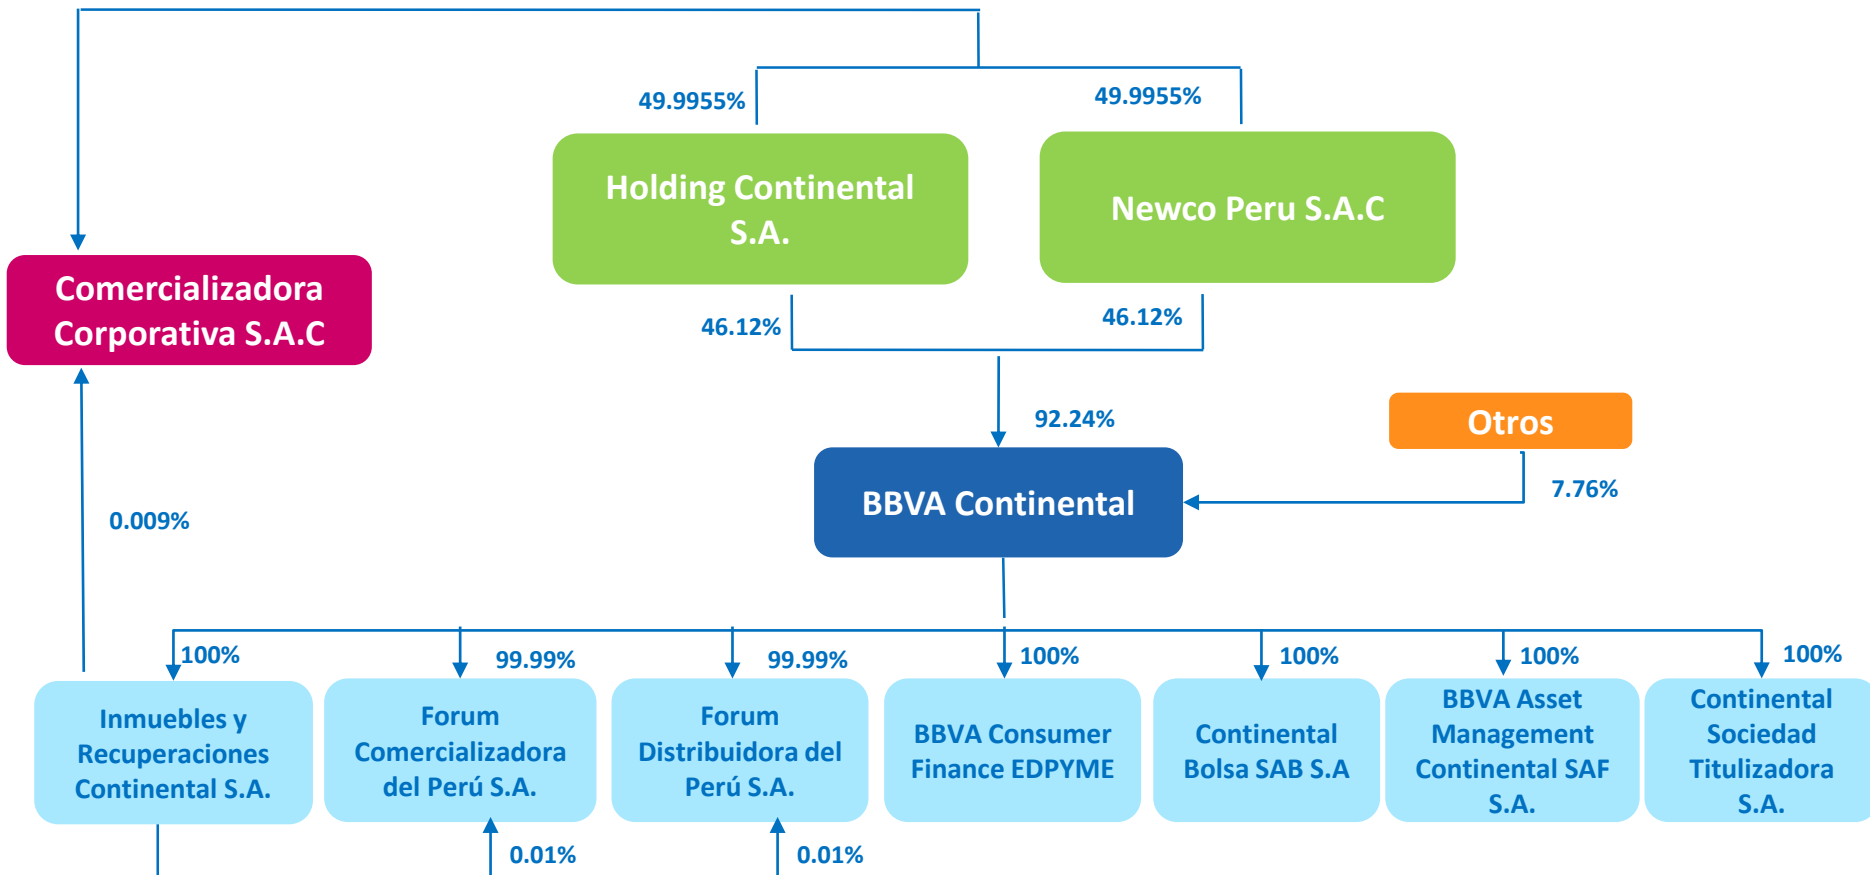 49.9955%
49.9955%
Holding Continental
S.A.
Newco Peru S.A.C
Comercializadora
Corporativa S.A.C
46.12%
46.12%
92.24%
Otros
BBVA Continental
7.76%
0.009%
100%
99.99%
99.99%
100%
100%
100%
100%
Inmuebles y
Recuperaciones
Continental S.A.
Forum
Comercializadora
del Perú S.A.
Forum
Distribuidora del
Perú S.A.
BBVA Consumer
Finance EDPYME
Continental
Bolsa SAB S.A
BBVA Asset
Management
Continental SAF
S.A.
Continental
Sociedad
Titulizadora
S.A.
0.01%
0.01%